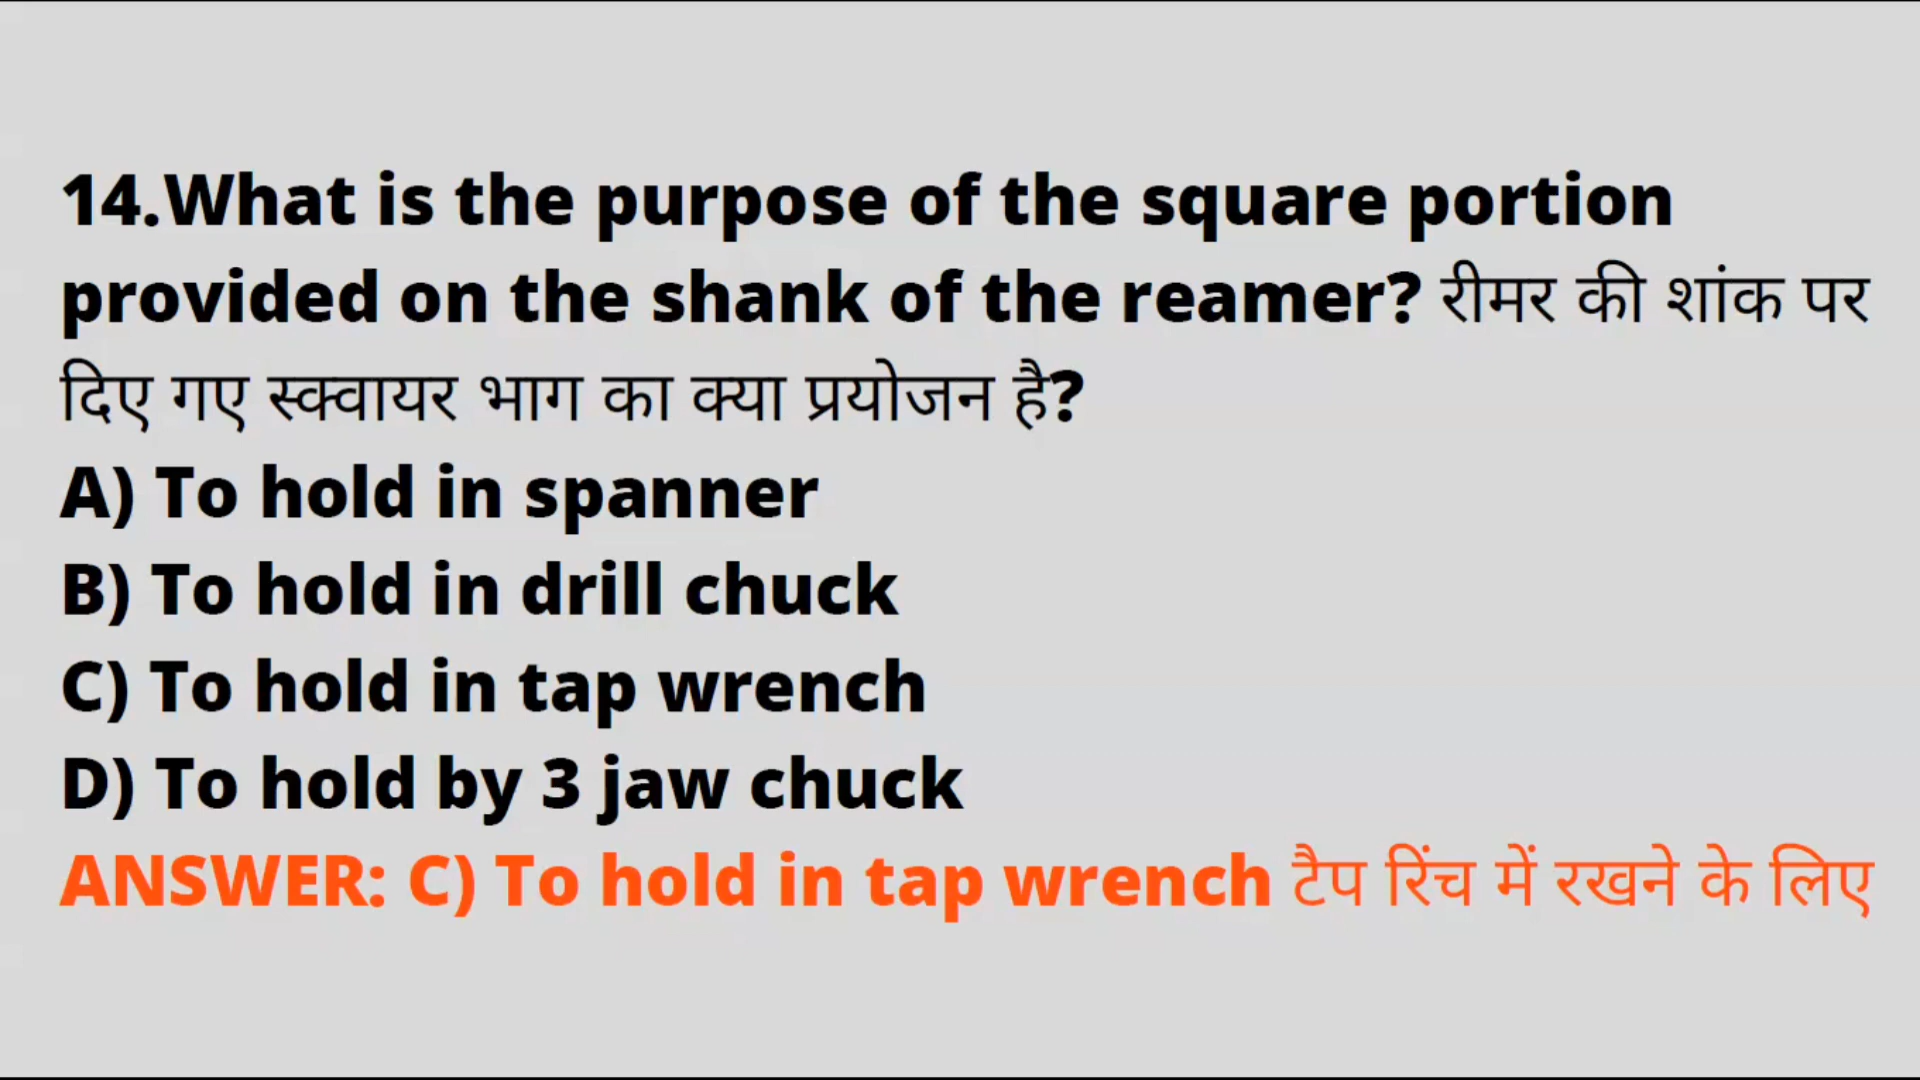 14.What is the purpose of the square portion
provided on the shank of the reamer? रीमर की शांक पर
दिए गए स्क्वायर भाग का क्या प्रयोजन है?
A) To hold in spanner
B) To hold in drill chuck
C) To hold in tap wrench
D) To hold by 3 jaw chuck
ANSWER: C) To hold in tap wrench टैप रिंच में रखने के लिए